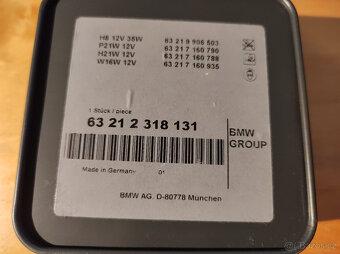 H8 12V 35W 63 21 9 906 503
P21W 12V 63 21 7 160 790
H21W 12V 63 21 7 160 788
W16W 12V 63 21 7 160 935
1 Stück / piece
63 21 2 318 131
BMW
GROUP
Made in Germany 01
BMW AG. D-80778 München